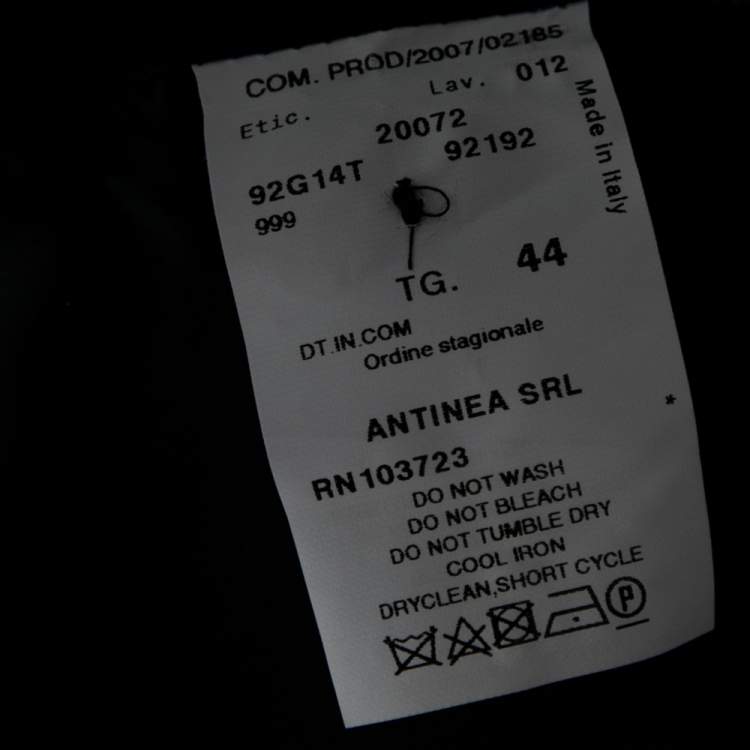 COM. PROD/2007/02185
Etic. Lav. 012
20072
92G14T 92192
999
TG. 44
DT.IN.COM
Ordine stagionale
ANTINEA SRL
*
RN103723
DO NOT WASH
DO NOT BLEACH
DO NOT TUMBLE DRY
COOL IRON
DRYCLEAN,SHORT CYCLE
P
Made in Italy